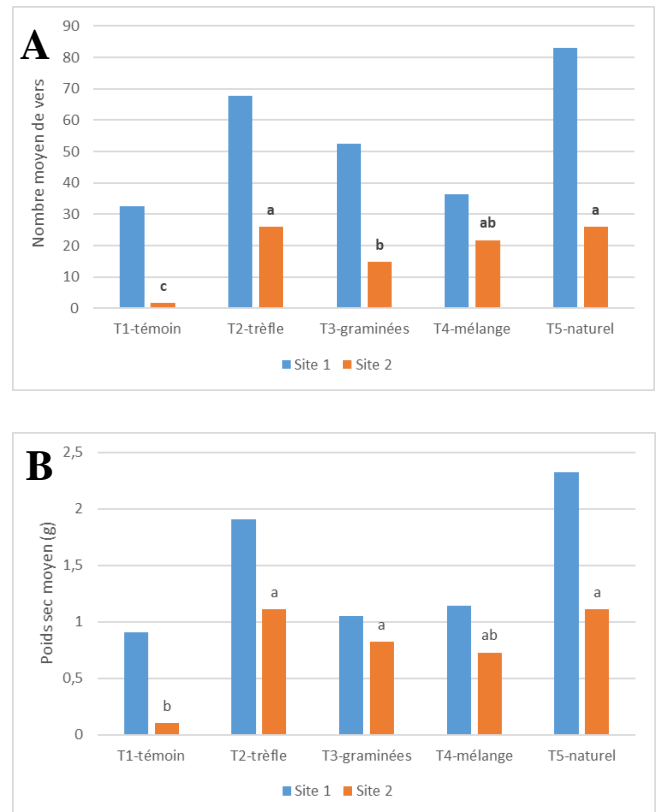 A
Nombre moyen de vers
90
80
70
60
50
40
30
20
10
0
c
a
b
ab
a
T1-témoin T2-trèfle T3-graminées T4-mélange T5-naturel
Site 1 Site 2
B
Poids sec moyen (g)
2,5
2
1,5
1
0,5
0
b
a
a
ab
a
T1-témoin T2-trèfle T3-graminées T4-mélange T5-naturel
Site 1 Site 2